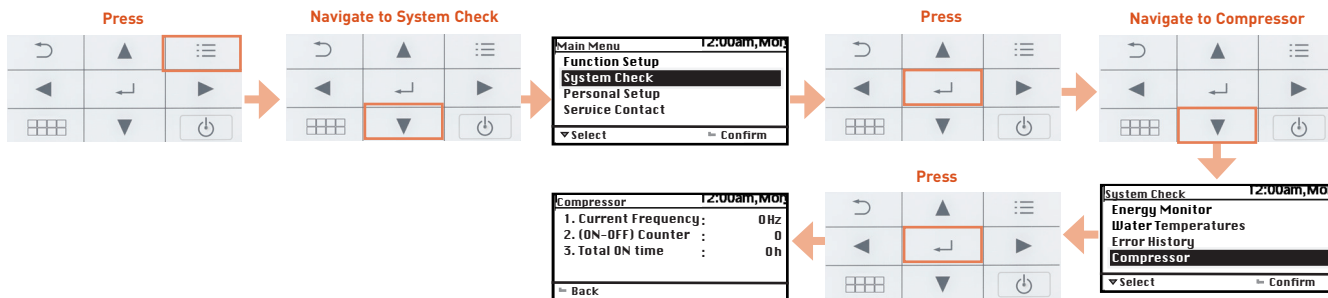 Press
Navigate to System Check
Main Menu 12:00am,Mon
Function Setup
System Check
Personal Setup
Service Contact
Select Confirm
Press
Navigate to Compressor
System Check 12:00am,Mo
Energy Monitor
Water Temperatures
Error History
Compressor
Select Confirm
Press
Compressor 12:00am,Mon
1. Current Frequency: 0Hz
2. (ON-OFF) Counter : 0
3. Total ON time : 0h
Back